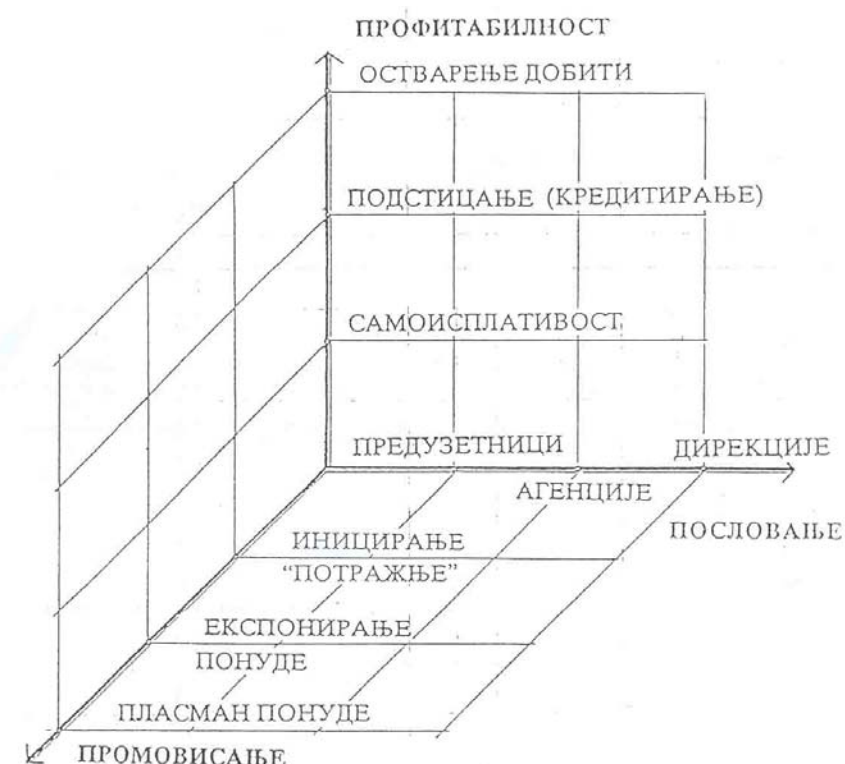 ПРОФИТАБИЛНОСТ
ОСТВАРЕЊЕ ДОБИТИ
ПОДСТИЦАЊЕ (КРЕДИТИРАЊЕ)
САМОИСПЛАТИВОСТ
ПРЕДУЗЕТНИЦИ
ДИРЕКЦИЈЕ
АГЕНЦИЈЕ
ПОСЛОВАЊЕ
ИНИЦИРАЊЕ
“ПОТРАЖЊЕ”
ЕКСПОНИРАЊЕ
ПОНУДЕ
ПЛАСМАН ПОНУДЕ
ПРОМОВИСАЊЕ